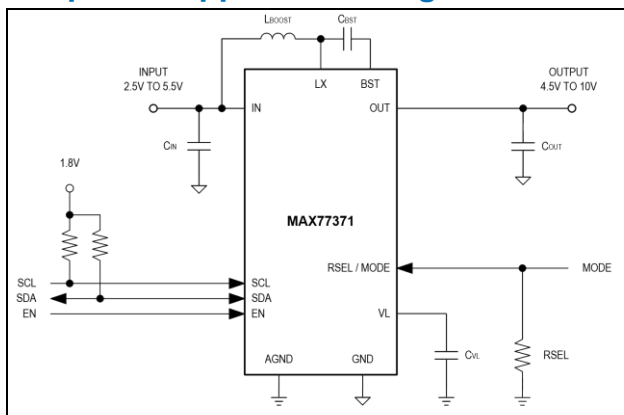 LBOOST
CBST
INPUT
2.5V TO 5.5V
LX
BST
OUTPUT
4.5V TO 10V
IN
OUT
CIN
COUT
1.8V
MAX77371
RSEL / MODE
MODE
SCL
SCL
SDA
SDA
EN
EN
VL
AGND
GND
CVL
RSEL